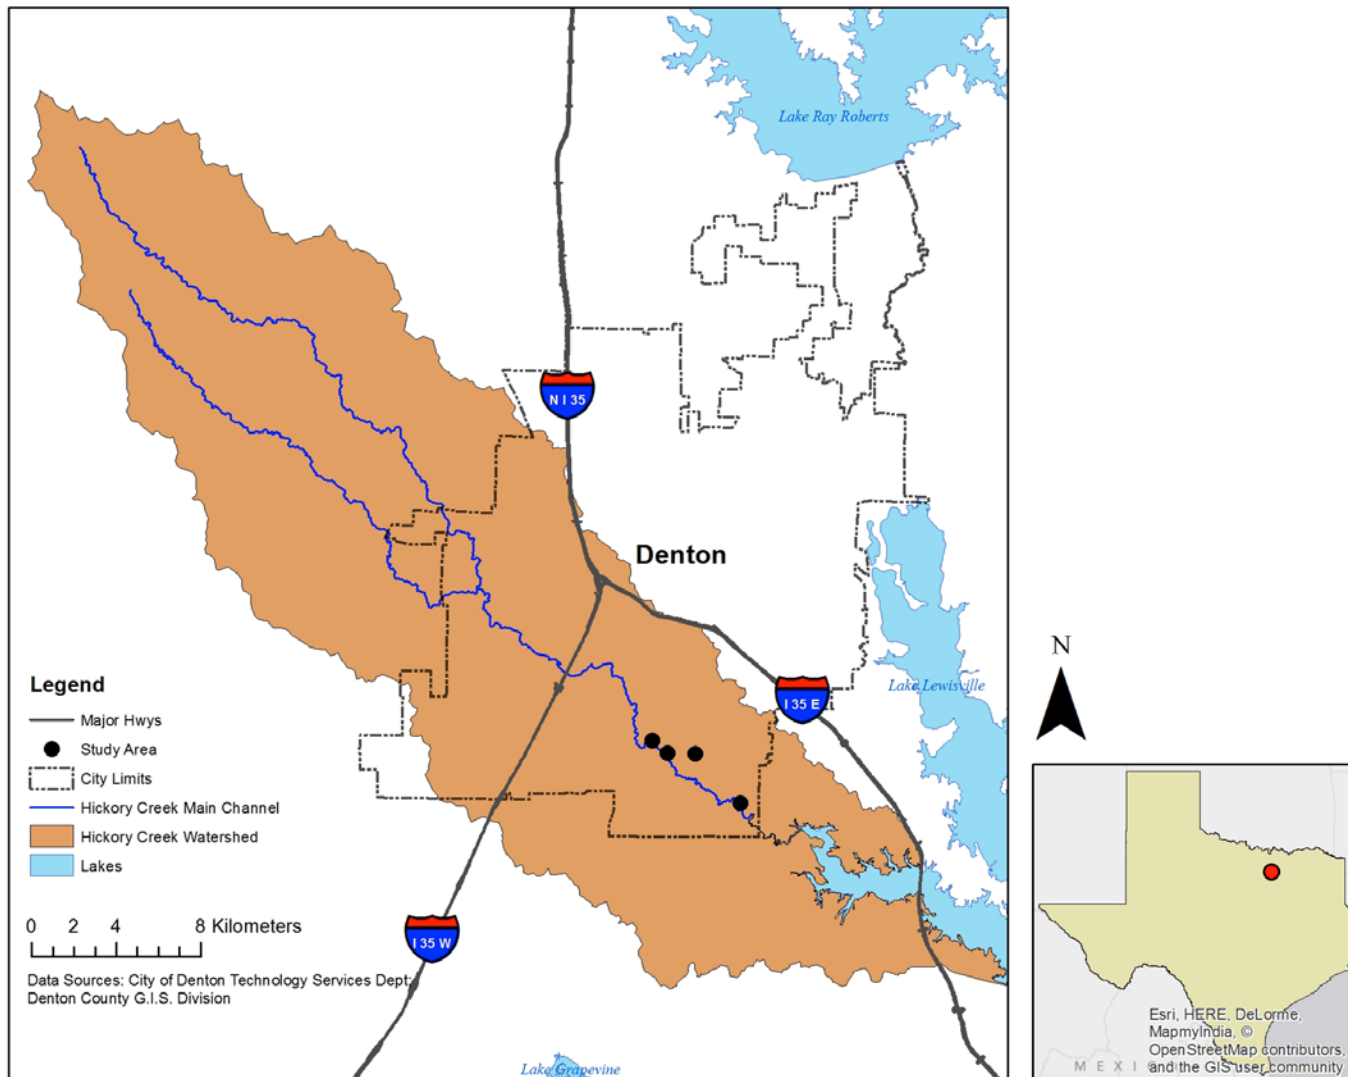 Lake Ray Roberts
N I 35
Denton
Lake Lewisville
I 35 E
N
Legend
Major Hwys
Study Area
City Limits
Hickory Creek Main Channel
Hickory Creek Watershed
Lakes
0 2 4 8 Kilometers
I 35 W
Data Sources: City of Denton Technology Services Dept;
Denton County G.I.S. Division
Lake Grapevine
Esri, HERE, DeLorme,
MapmyIndia, ©
OpenStreetMap contributors,
and the GIS user community